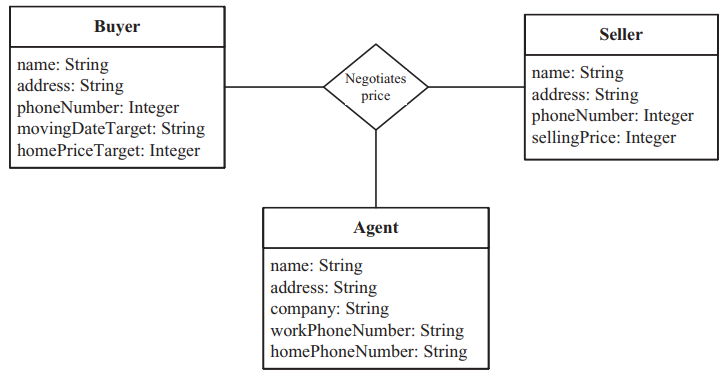 Buyer
name: String
address: String
phoneNumber: Integer
movingDateTarget: String
homePriceTarget: Integer
Negotiates
price
Seller
name: String
address: String
phoneNumber: Integer
sellingPrice: Integer
Agent
name: String
address: String
company: String
workPhoneNumber: String
homePhoneNumber: String